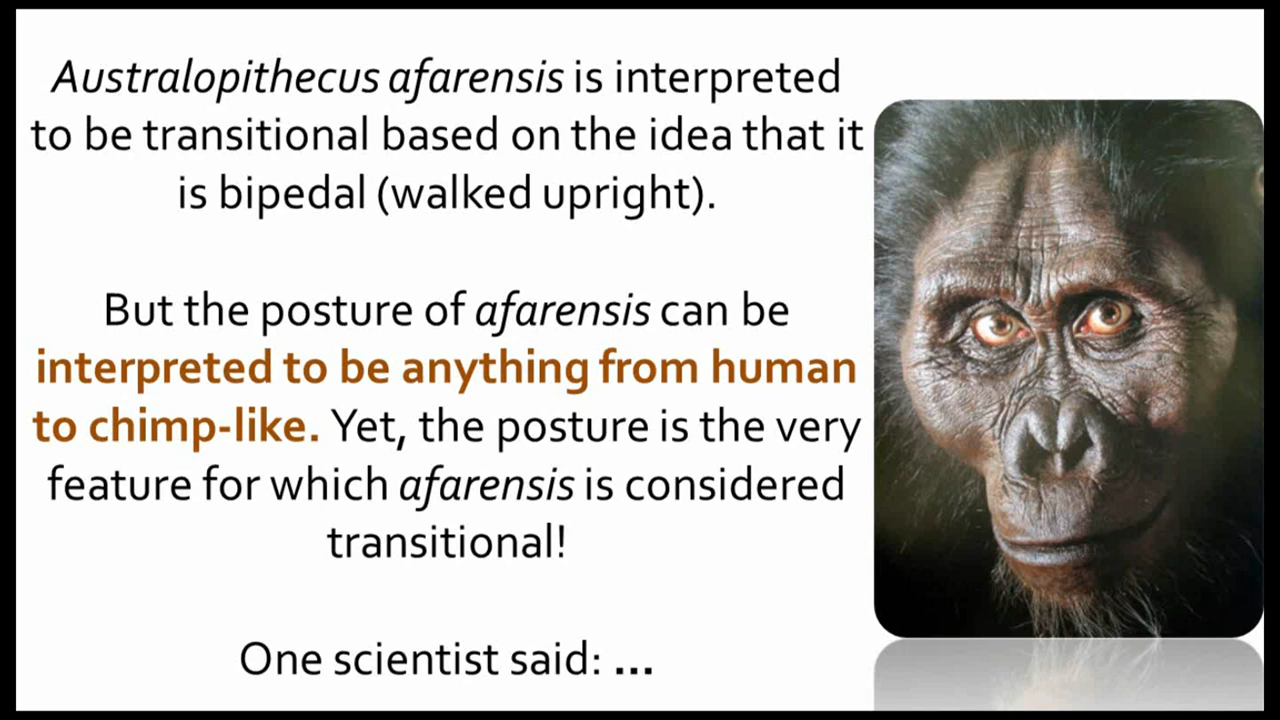 Australopithecus afarensis is interpreted
to be transitional based on the idea that it
is bipedal (walked upright).
But the posture of afarensis can be
interpreted to be anything from human
to chimp-like. Yet, the posture is the very
feature for which afarensis is considered
transitional!
One scientist said: ...